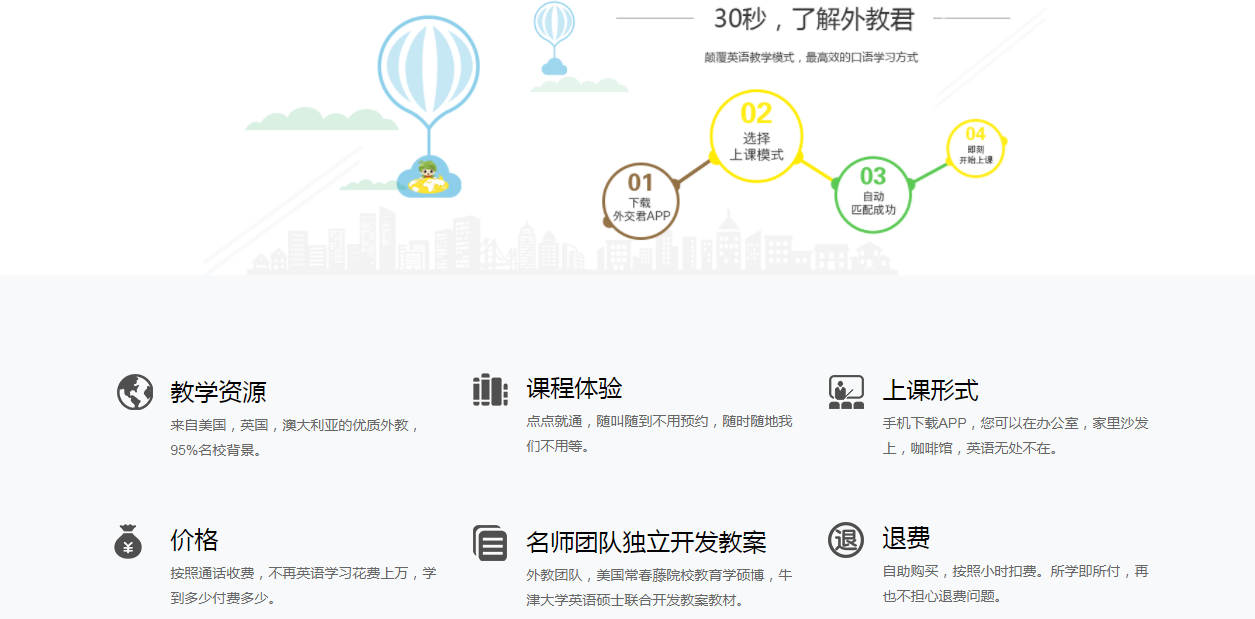 30秒，了解外教君
颠覆英语教学模式，最高效的口语学习方式
01
下载
外交君APP
02
选择
上课模式
03
自动
匹配成功
04
即刻
开始上课
教学资源
来自美国，英国，澳大利亚的优质外教，
95%名校背景。
课程体验
点点就通，随叫随到不用预约，随时随地我
们不用等。
上课形式
手机下载APP，您可以在办公室，家里沙发
上，咖啡馆，英语无处不在。
¥
价格
按照通话收费，不再英语学习花费上万，学
到多少付费多少。
名师团队独立开发教案
外教团队，美国常春藤院校教育学硕博，牛
津大学英语硕士联合开发教案教材。
退
退费
自助购买，按照小时扣费。所学即所付，再
也不担心退费问题。